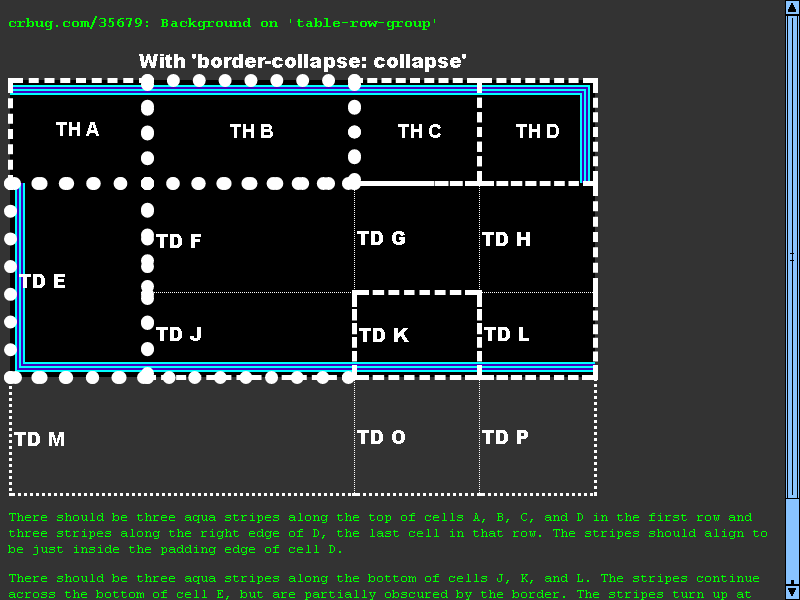 crbug.com/35679: Background on 'table-row-group'
With 'border-collapse: collapse'
TH A TH B TH C TH D
TD F TD G TD H
TD E
TD J TD K TD L
TD M TD O TD P
There should be three aqua stripes along the top of cells A, B, C, and D in the first row and
three stripes along the right edge of D, the last cell in that row. The stripes should align to
be just inside the padding edge of cell D.
There should be three aqua stripes along the bottom of cells J, K, and L. The stripes continue
across the bottom of cell E, but are partially obscured by the border. The stripes turn up at